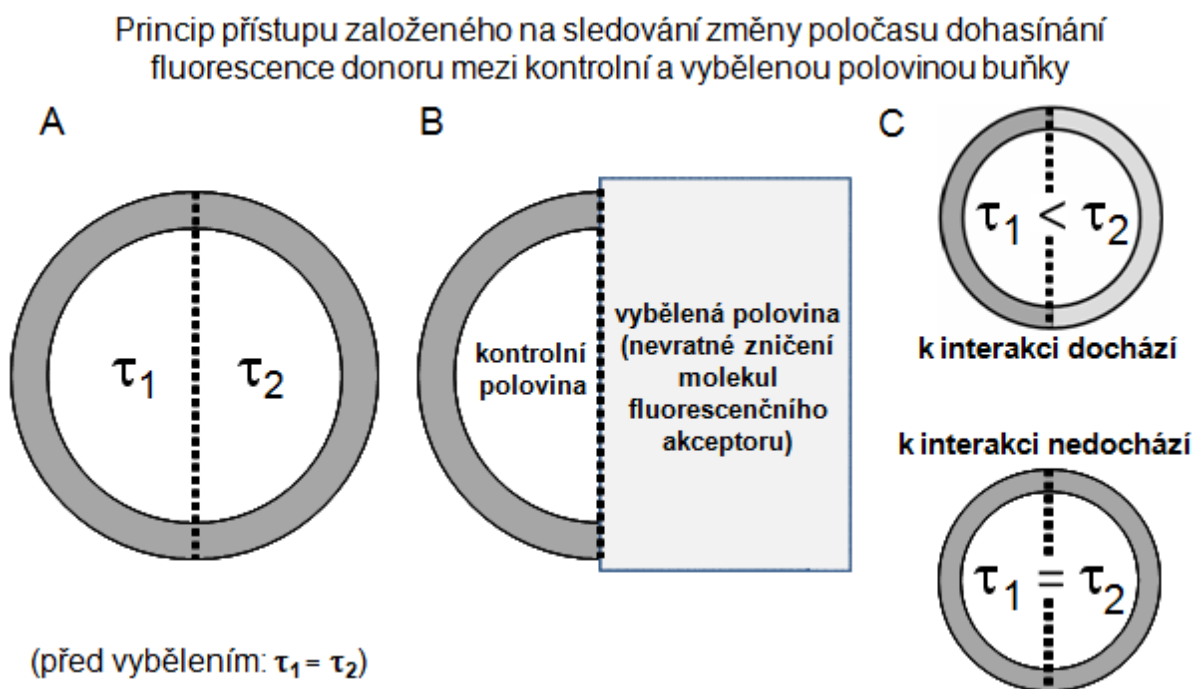 Princip přístupu založeného na sledování změny poločasu dohasínání
fluorescence donoru mezi kontrolní a vybělenou polovinou buňky
A
τ1
τ2
(před vybělením: τ1 = τ2)
B
kontrolní
polovina
vybělená polovina
(nevratné zničení
molekul
fluorescenčního
akceptoru)
C
τ1 < τ2
k interakci dochází
k interakci nedochází
τ1 = τ2